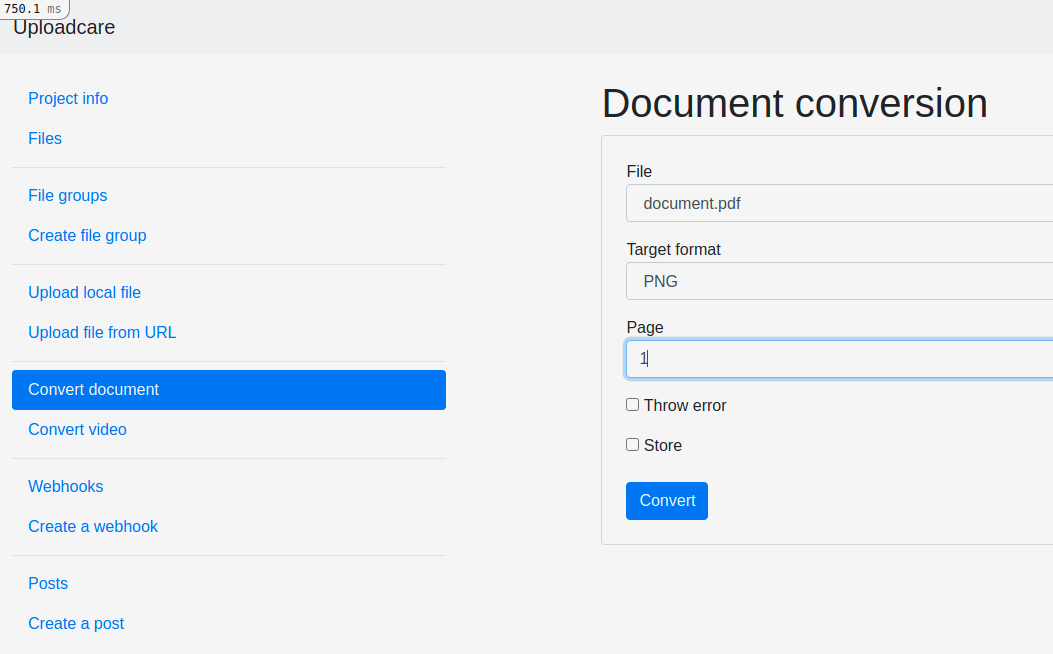 750.1 ms
Uploadcare
Project info
Files
File groups
Create file group
Upload local file
Upload file from URL
Convert document
Convert video
Webhooks
Create a webhook
Posts
Create a post
Document conversion
File
document.pdf
Target format
PNG
Page
1
Throw error
Store
Convert